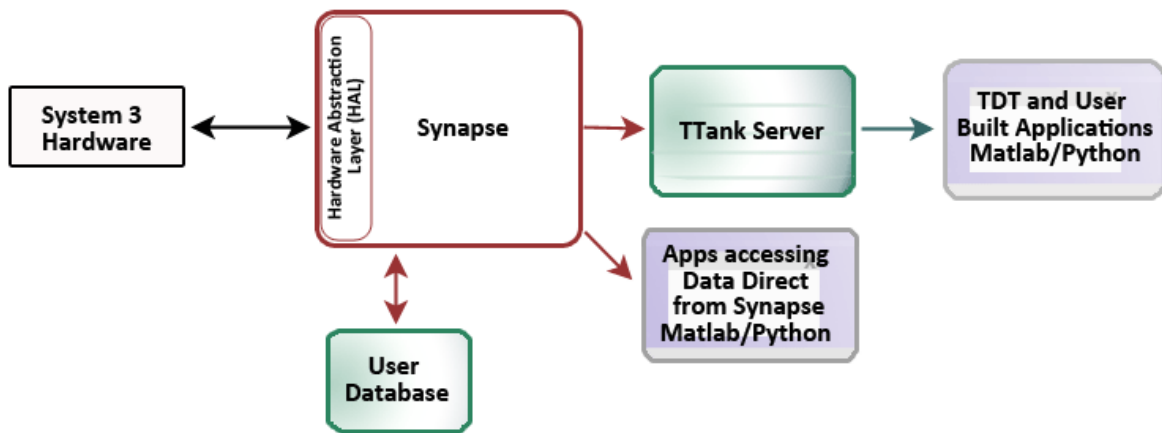 System 3
Hardware
Hardware Abstraction
Layer (HAL)
Synapse
TTank Server
TDT and User
Built Applications
Matlab/Python
Apps accessing
Data Direct
from Synapse
Matlab/Python
User
Database